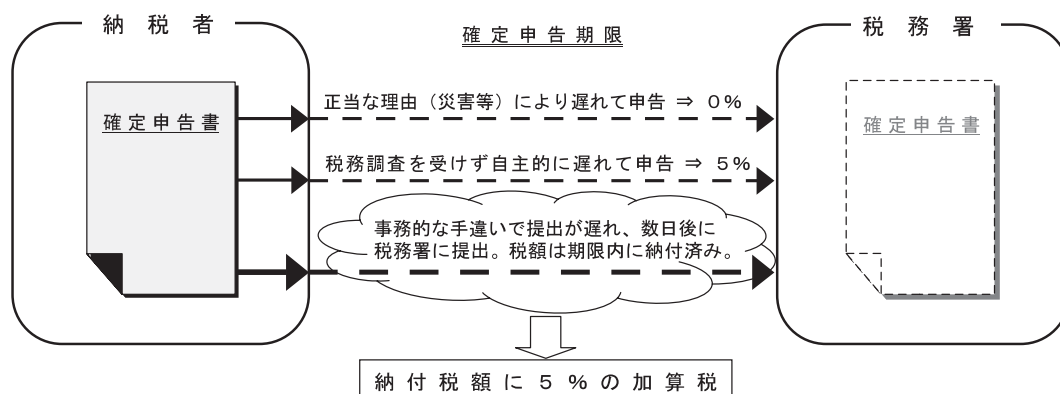 納税者
確定申告期限
税務署
正当な理由（災害等）により遅れて申告 ⇒ 0%
確定申告書
確定申告書
税務調査を受けず自主的に遅れて申告 ⇒ 5%
事務的な手違いで提出が遅れ、数日後に
税務署に提出。税額は期限内に納付済み。
納付税額に5%の加算税